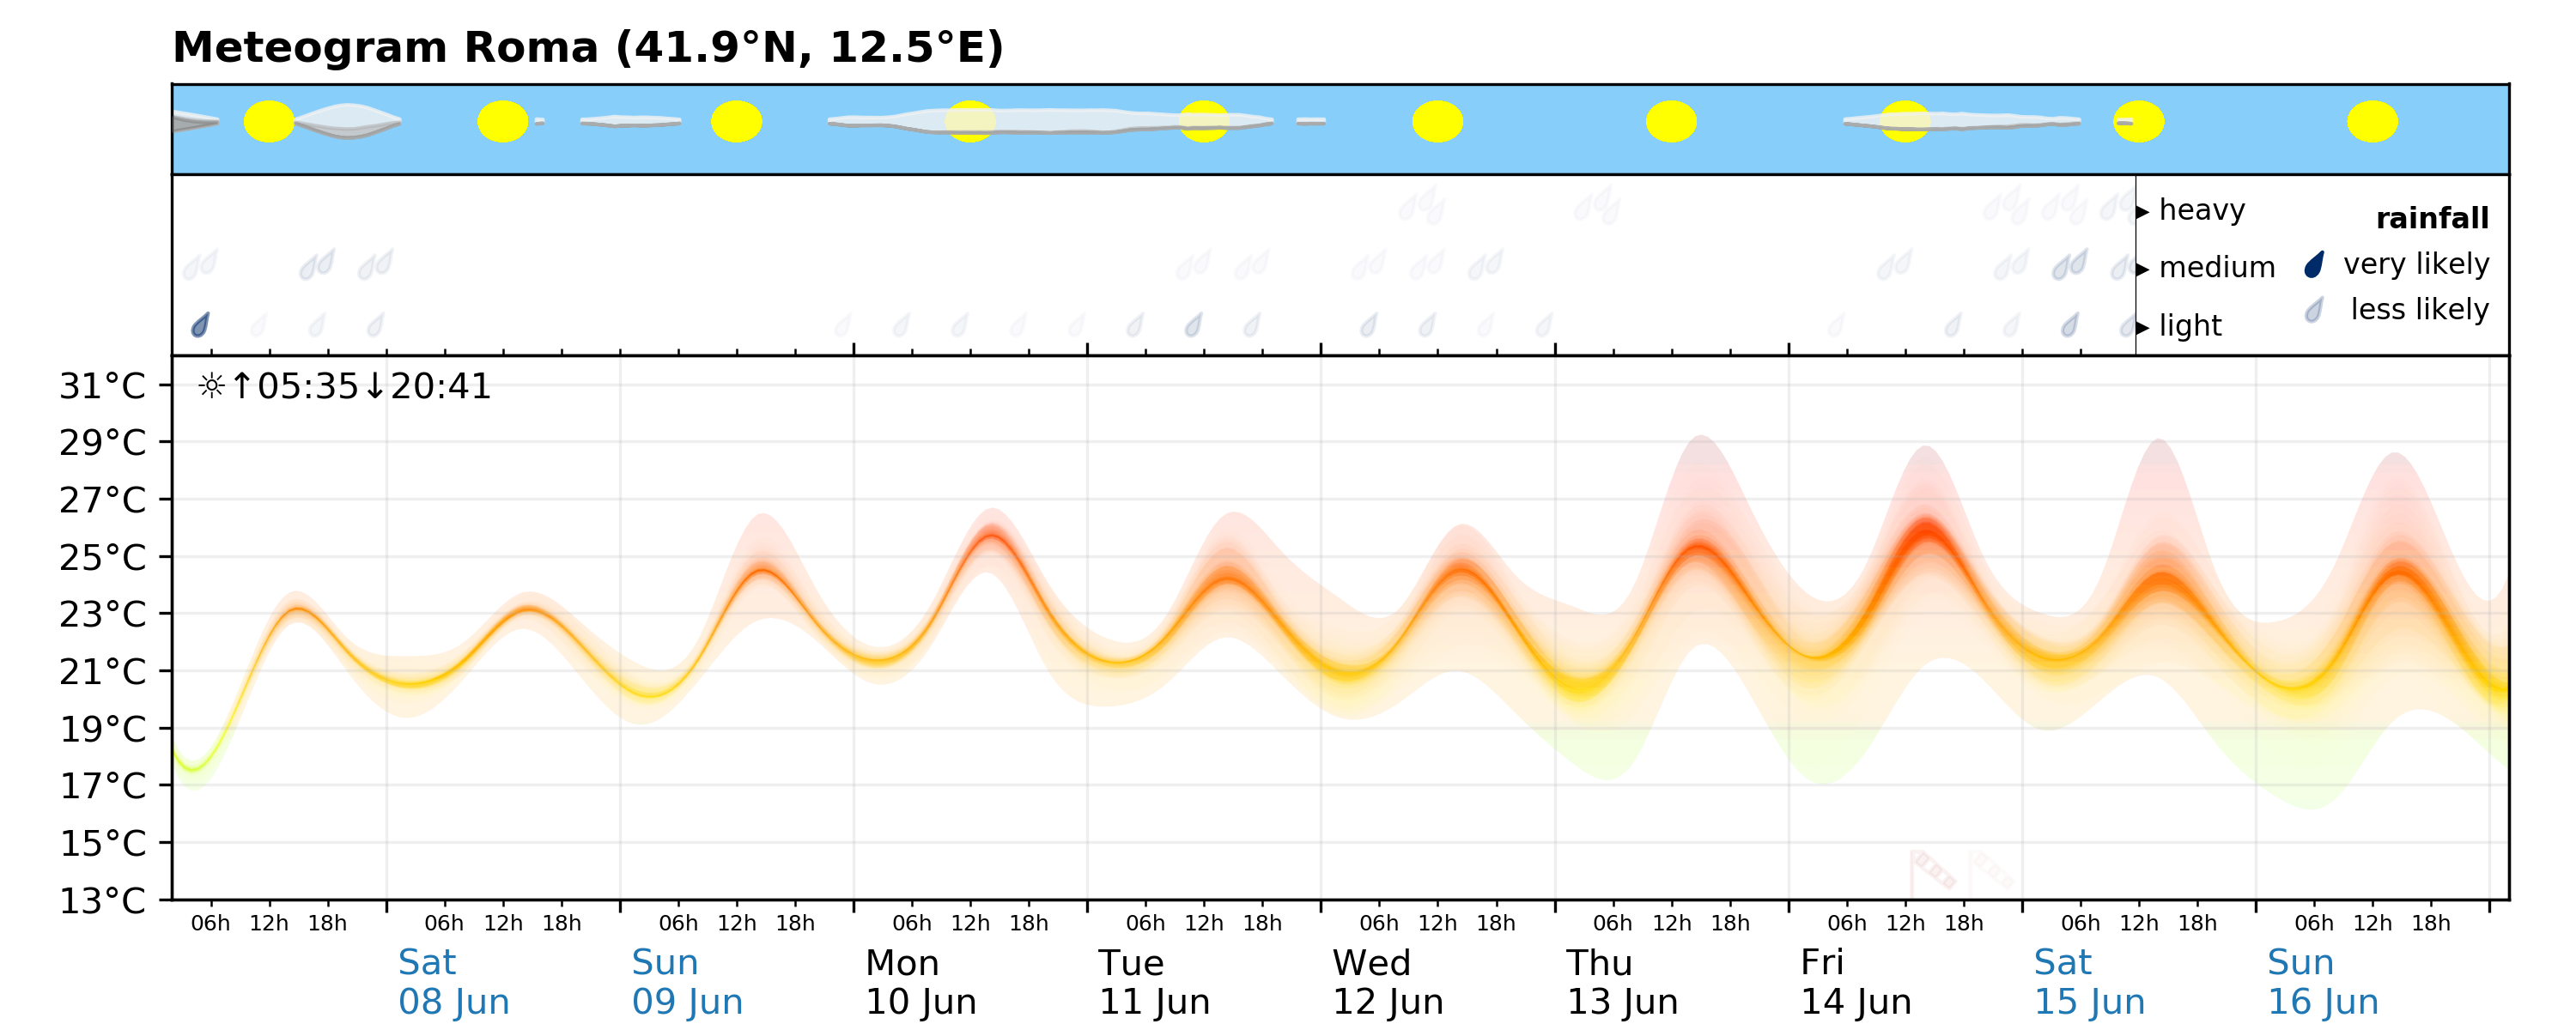 Meteogram Roma (41.9°N, 12.5°E)
▸ heavy
rainfall
▸ medium
very likely
▸ light
less likely
☼↑05:35↓20:41
31°C
29°C
27°C
25°C
23°C
21°C
19°C
17°C
15°C
13°C
06h 12h 18h 06h 12h 18h 06h 12h 18h 06h 12h 18h 06h 12h 18h 06h 12h 18h 06h 12h 18h 06h 12h 18h 06h 12h 18h 06h 12h 18h
Sat Sun Mon Tue Wed Thu Fri Sat Sun
08 Jun 09 Jun 10 Jun 11 Jun 12 Jun 13 Jun 14 Jun 15 Jun 16 Jun